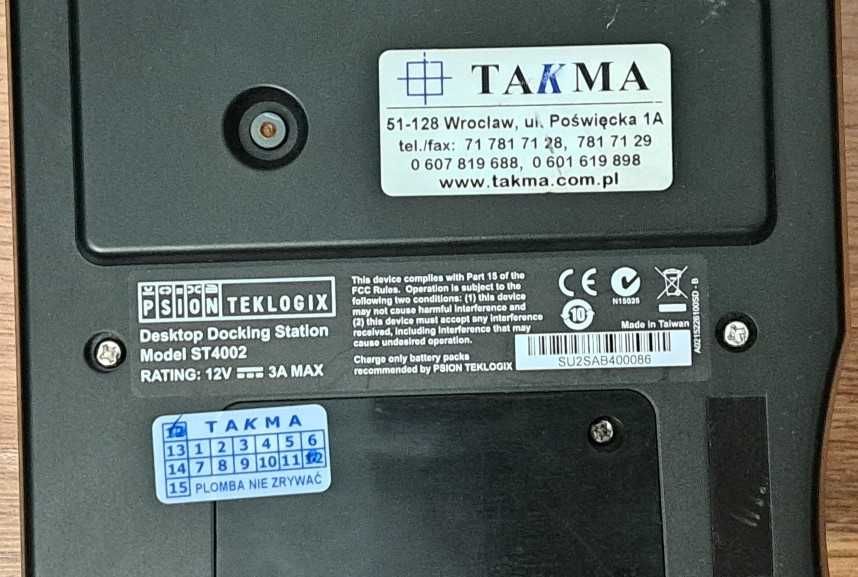 TAKMA
51-128 Wrocław, ul. Poświęcka 1A
tel./fax: 71 781 71 28, 781 71 29
0 607 819 688, 0 601 619 898
www.takma.com.pl
PSION TEKLOGIX
Desktop Docking Station
Model ST4002
RATING: 12V 3A MAX
This device complies with Part 15 of the
FCC Rules. Operation is subject to the
following two conditions: (1) this device
may not cause harmful interference and
(2) this device must accept any interference
received, including interference that may
cause undesired operation.
Charge only battery packs
recommended by PSION TEKLOGIX
CE
N15025
10
Made in Taiwan
SU2SAB400086
TAKMA
13 1 2 3 4 5 6
14 7 8 9 10 11 12
15 PLOMBA NIE ZRYWAĆ